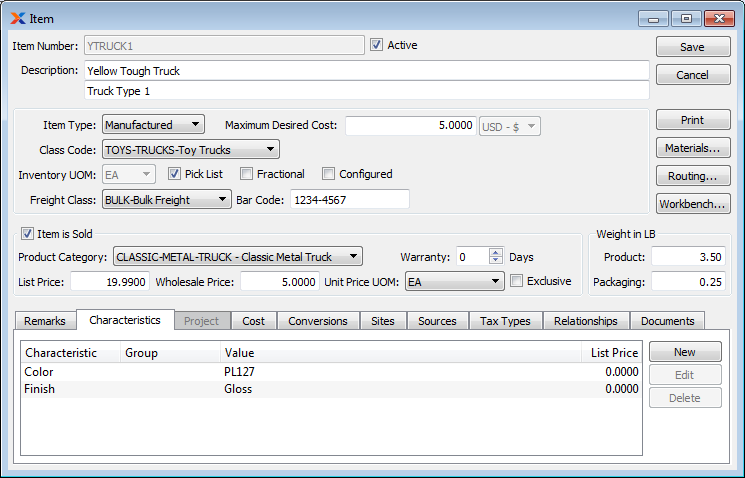 Item
Item Number: YTRUCK1 Active Save
Description: Yellow Tough Truck Cancel
Truck Type 1
Item Type: Manufactured Maximum Desired Cost: 5.0000 USD - $ Print
Class Code: TOYS-TRUCKS-Toy Trucks Materials...
Inventory UOM: EA Pick List Fractional Configured Routing...
Freight Class: BULK-Bulk Freight Bar Code: 1234-4567 Workbench...
Item is Sold Weight in LB
Product Category: CLASSIC-METAL-TRUCK - Classic Metal Truck Warranty: 0 Days Product: 3.50
List Price: 19.9900 Wholesale Price: 5.0000 Unit Price UOM: EA Exclusive Packaging: 0.25
Remarks Characteristics Project Cost Conversions Sites Sources Tax Types Relationships Documents
Characteristic Group Value List Price New
Color PL127 0.0000 Edit
Finish Gloss 0.0000 Delete